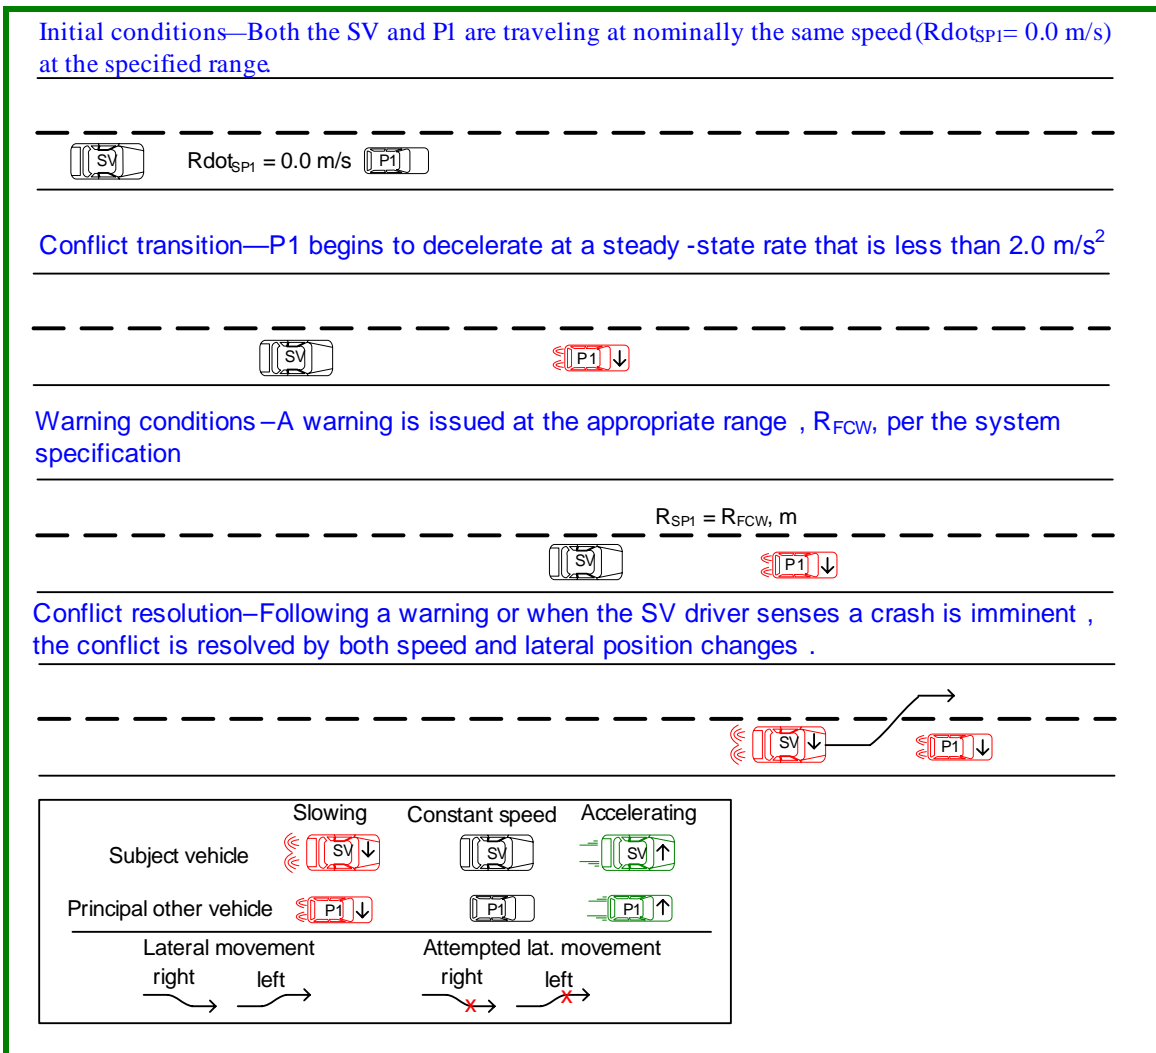 Initial conditions—Both the SV and P1 are traveling at nominally the same speed (RdotSP1= 0.0 m/s)
at the specified range.
SV RdotSP1 = 0.0 m/s P1
Conflict transition—P1 begins to decelerate at a steady -state rate that is less than 2.0 m/s²
SV P1 ↓
Warning conditions –A warning is issued at the appropriate range , RFCW, per the system
specification
RSP1 = RFCW, m
SV P1 ↓
Conflict resolution–Following a warning or when the SV driver senses a crash is imminent ,
the conflict is resolved by both speed and lateral position changes .
SV ↓ P1 ↓
Slowing Constant speed Accelerating
Subject vehicle SV ↓ SV SV ↑
Principal other vehicle P1 ↓ P1 P1 ↑
Lateral movement Attempted lat. movement
right left right left
x x